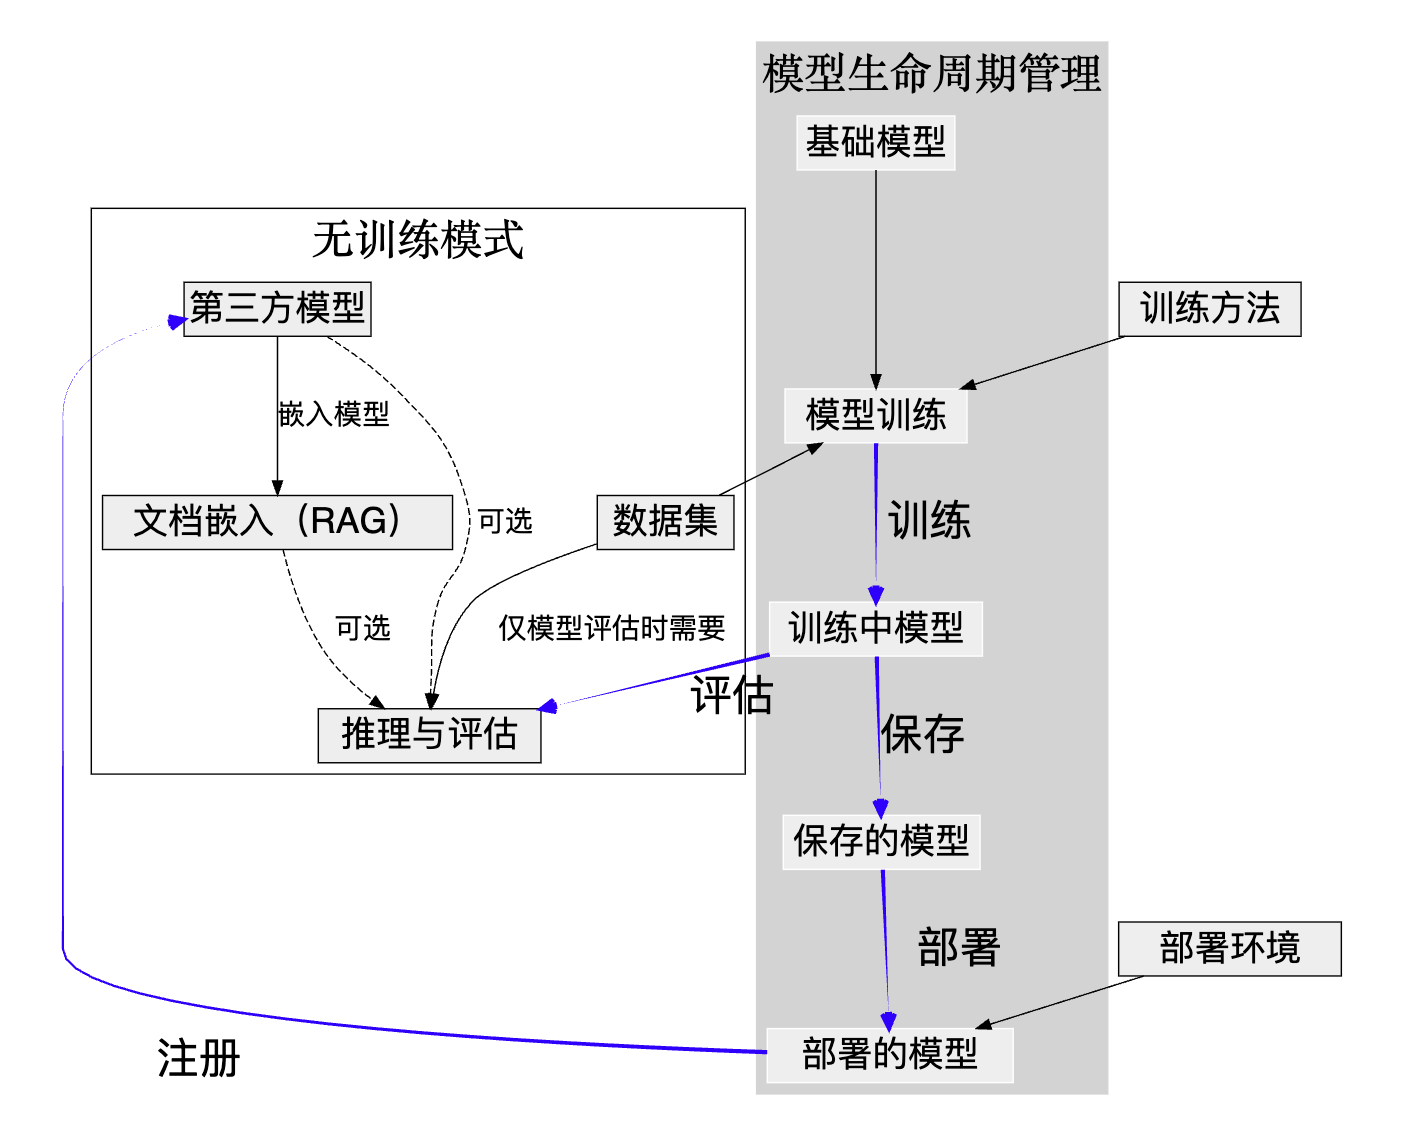 模型生命周期管理
基础模型
无训练模式
第三方模型
训练方法
嵌入模型
模型训练
文档嵌入（RAG）
可选
数据集
训练
可选
仅模型评估时需要
训练中模型
评估
推理与评估
保存
保存的模型
部署
部署环境
注册
部署的模型